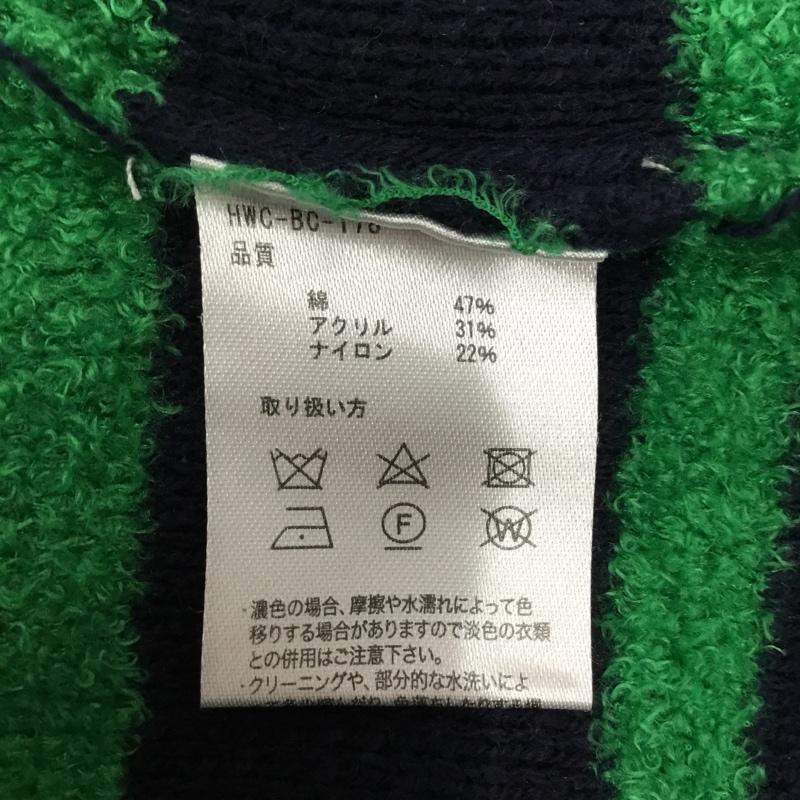 HWC-BC-178
品質
綿 47%
アクリル 31%
ナイロン 22%
取り扱い方
F W
・濃色の場合、摩擦や水濡れによって色
移りする場合がありますので淡色の衣類
との併用はご注意下さい。
・クリーニングや、部分的な水洗いによ